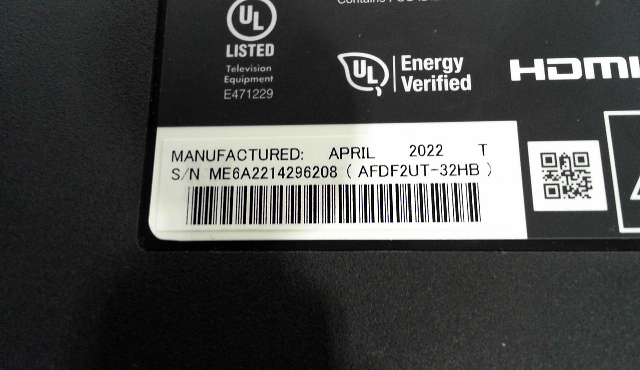 UL
LISTED
Television
Equipment
E471229
UL
Energy
Verified
HDMI
MANUFACTURED: APRIL 2022 T
S/N ME6A2214296208 ( AFDF2UT-32HB )